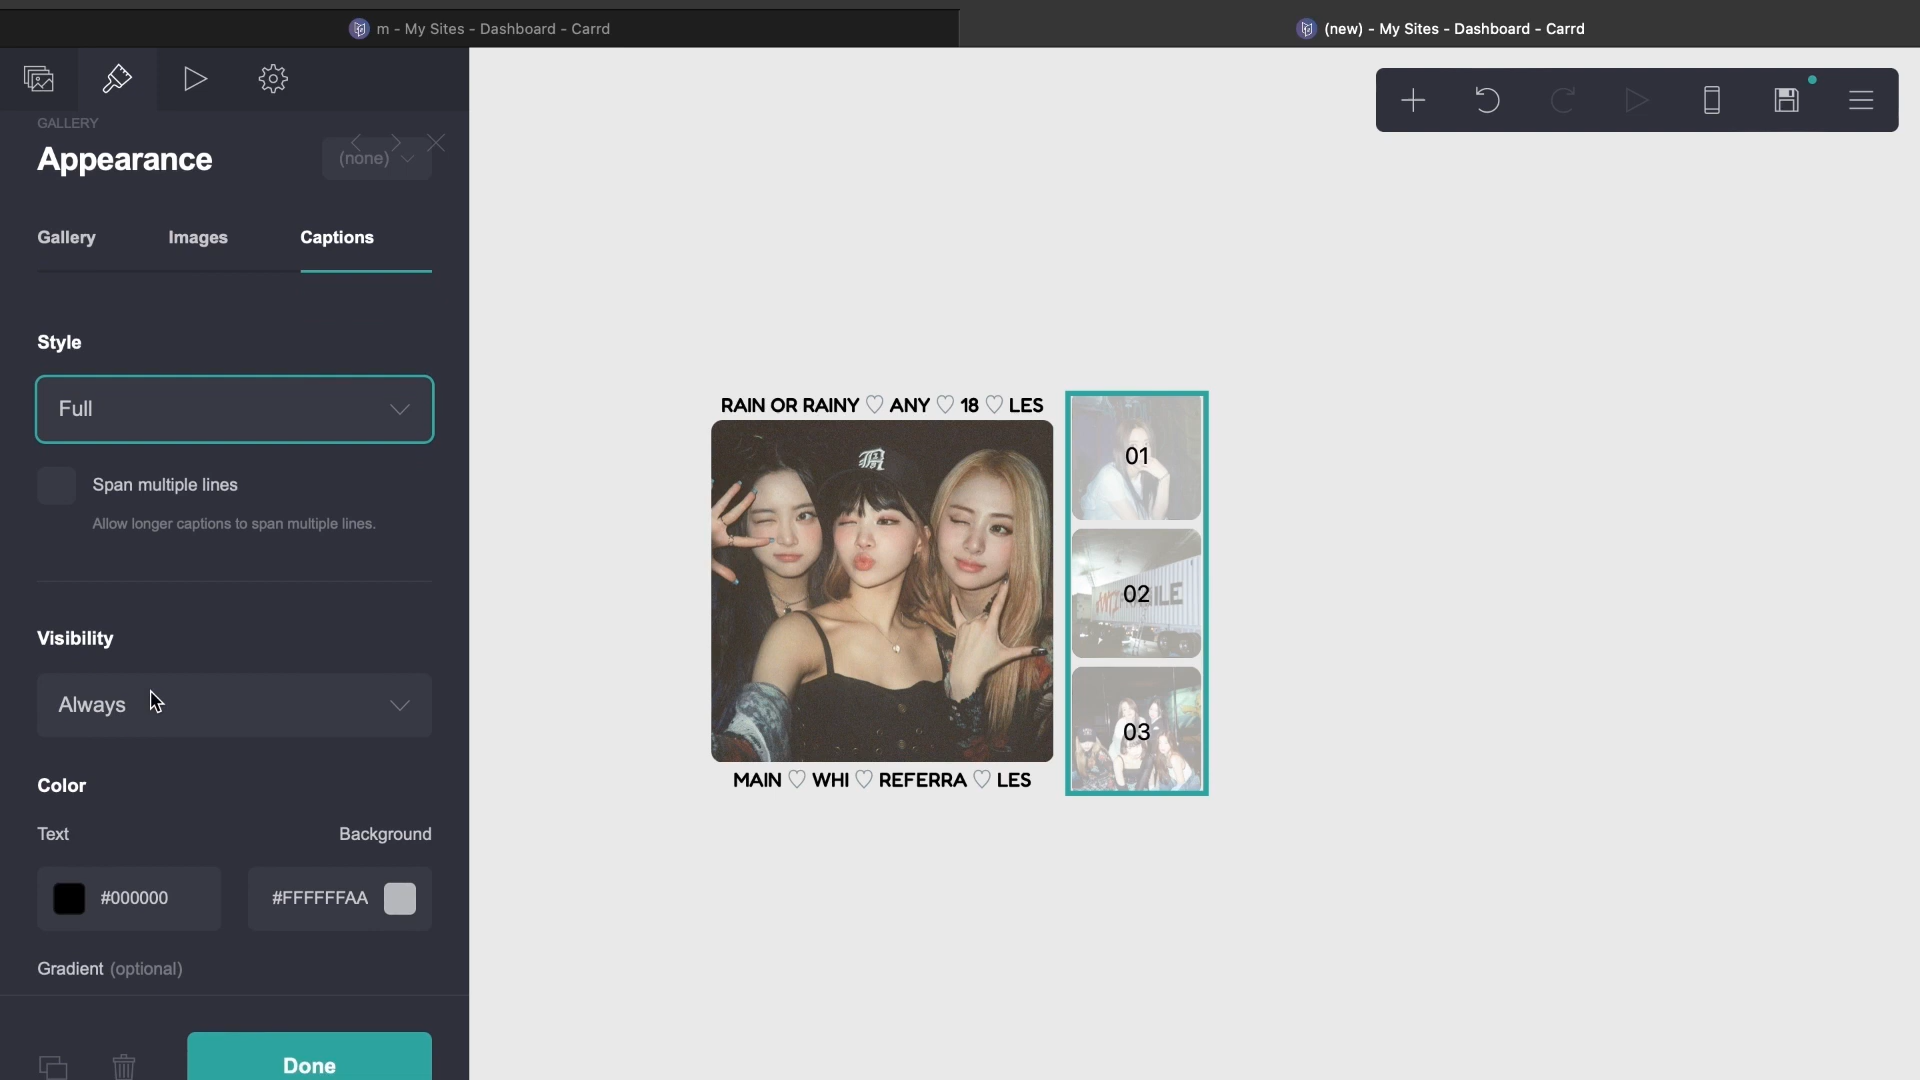 m - My Sites - Dashboard - Carrd
(new) - My Sites - Dashboard - Carrd
GALLERY
Appearance
(none)
Gallery
Images
Captions
Style
Full
Span multiple lines
Allow longer captions to span multiple lines.
Visibility
Always
Color
Text
Background
#000000
#FFFFFFAA
Gradient (optional)
Done
RAIN OR RAINY ♡ ANY ♡ 18 ♡ LES
MAIN ♡ WHI ♡ REFERRA ♡ LES
01
02
03